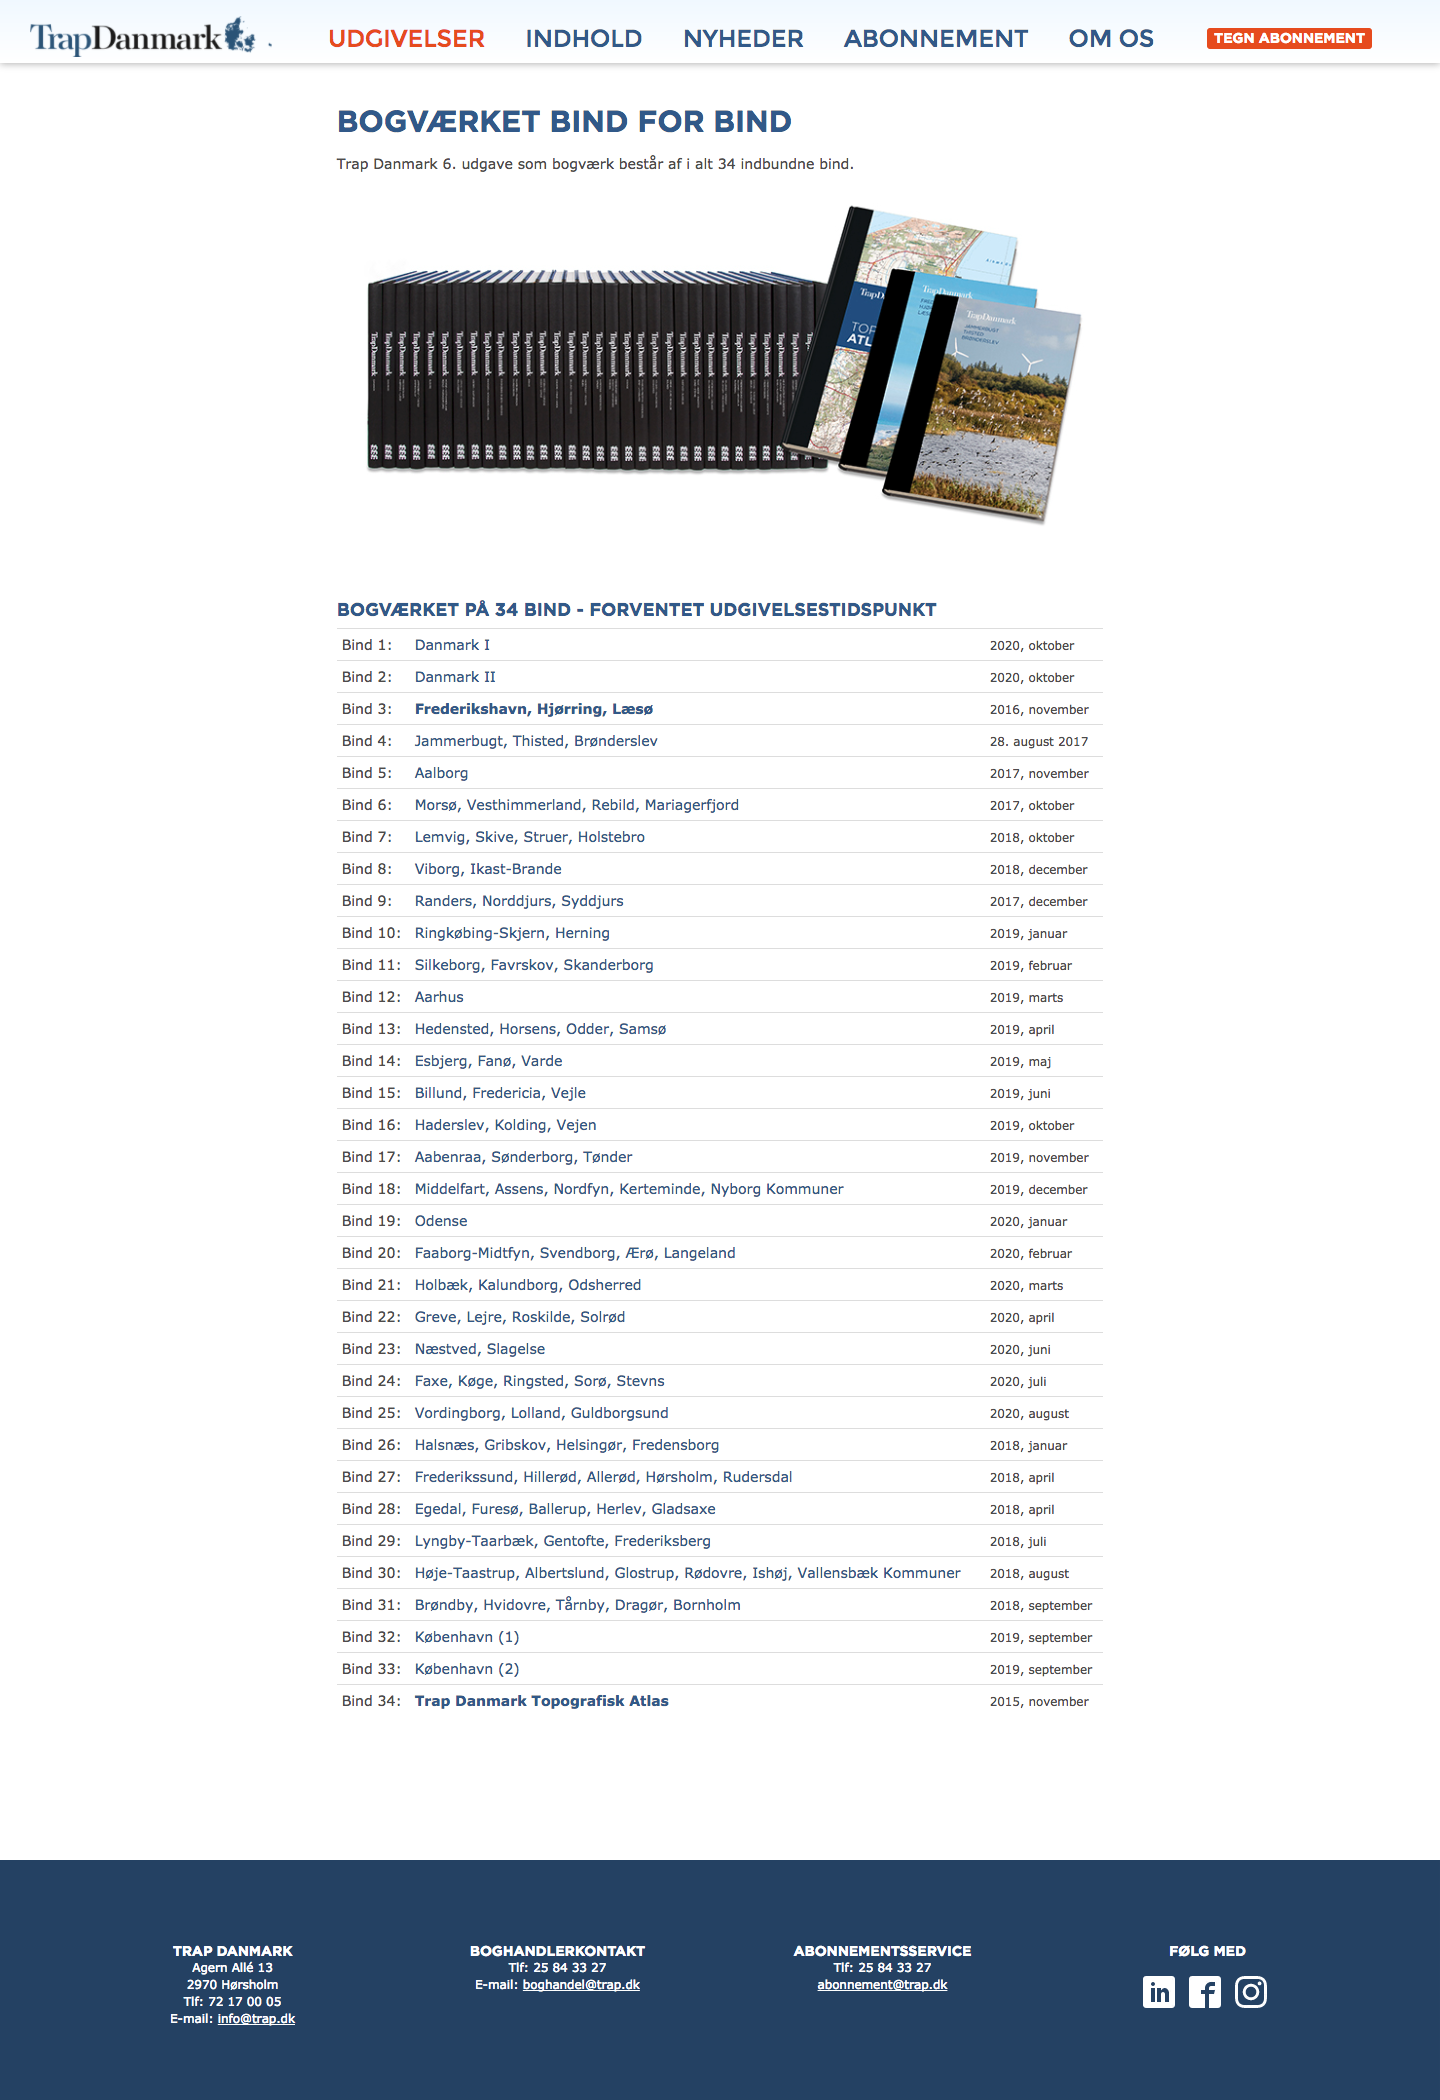 TrapDanmark
UDGIVELSER INDHOLD NYHEDER ABONNEMENT OM OS TEGN ABONNEMENT
BOGVÆRKET BIND FOR BIND
Trap Danmark 6. udgave som bogværk består af i alt 34 indbundne bind.
TrapDanmark
JAMMERBUGT
THISTED
BRØNDERSLEV
BOGVÆRKET PÅ 34 BIND - FORVENTET UDGIVELSESTIDSPUNKT
Bind 1: Danmark I 2020, oktober
Bind 2: Danmark II 2020, oktober
Bind 3: Frederikshavn, Hjørring, Læsø 2016, november
Bind 4: Jammerbugt, Thisted, Brønderslev 28. august 2017
Bind 5: Aalborg 2017, november
Bind 6: Morsø, Vesthimmerland, Rebild, Mariagerfjord 2017, oktober
Bind 7: Lemvig, Skive, Struer, Holstebro 2018, oktober
Bind 8: Viborg, Ikast-Brande 2018, december
Bind 9: Randers, Norddjurs, Syddjurs 2017, december
Bind 10: Ringkøbing-Skjern, Herning 2019, januar
Bind 11: Silkeborg, Favrskov, Skanderborg 2019, februar
Bind 12: Aarhus 2019, marts
Bind 13: Hedensted, Horsens, Odder, Samsø 2019, april
Bind 14: Esbjerg, Fanø, Varde 2019, maj
Bind 15: Billund, Fredericia, Vejle 2019, juni
Bind 16: Haderslev, Kolding, Vejen 2019, oktober
Bind 17: Aabenraa, Sønderborg, Tønder 2019, november
Bind 18: Middelfart, Assens, Nordfyn, Kerteminde, Nyborg Kommuner 2019, december
Bind 19: Odense 2020, januar
Bind 20: Faaborg-Midtfyn, Svendborg, Ærø, Langeland 2020, februar
Bind 21: Holbæk, Kalundborg, Odsherred 2020, marts
Bind 22: Greve, Lejre, Roskilde, Solrød 2020, april
Bind 23: Næstved, Slagelse 2020, juni
Bind 24: Faxe, Køge, Ringsted, Sorø, Stevns 2020, juli
Bind 25: Vordingborg, Lolland, Guldborgsund 2020, august
Bind 26: Halsnæs, Gribskov, Helsingør, Fredensborg 2018, januar
Bind 27: Frederikssund, Hillerød, Allerød, Hørsholm, Rudersdal 2018, april
Bind 28: Egedal, Furesø, Ballerup, Herlev, Gladsaxe 2018, april
Bind 29: Lyngby-Taarbæk, Gentofte, Frederiksberg 2018, juli
Bind 30: Høje-Taastrup, Albertslund, Glostrup, Rødovre, Ishøj, Vallensbæk Kommuner 2018, august
Bind 31: Brøndby, Hvidovre, Tårnby, Dragør, Bornholm 2018, september
Bind 32: København (1) 2019, september
Bind 33: København (2) 2019, september
Bind 34: Trap Danmark Topografisk Atlas 2015, november
TRAP DANMARK
Agern Allé 13
2970 Hørsholm
Tlf: 72 17 00 05
E-mail: info@trap.dk
BOGHANDLERKONTAKT
Tlf: 25 84 33 27
E-mail: boghandel@trap.dk
ABONNEMENTSSERVICE
Tlf: 25 84 33 27
abonnement@trap.dk
FØLG MED